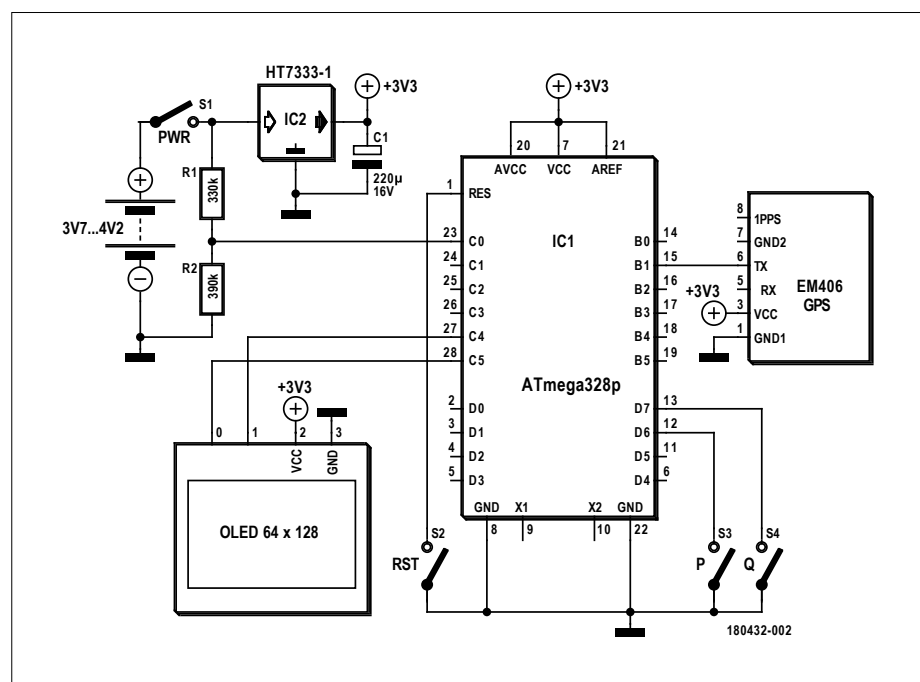 HT7333-1
IC2
S1
PWR
+3V3
C1
220µ
16V
R1
330k
3V7...4V2
R2
390k
+3V3
20
7
21
AVCC
VCC
AREF
1
RES
IC1
ATmega328p
23
C0
24
C1
25
C2
26
C3
27
C4
28
C5
2
D0
3
D1
4
D2
5
D3
B0
14
B1
15
B2
16
B3
17
B4
18
B5
19
D7
13
D6
12
D5
11
D4
6
GND
X1
X2
GND
8
9
10
22
8
1PPS
7
GND2
6
TX
5
RX
3
VCC
1
GND1
EM406
GPS
+3V3
+3V3
0
1
2
3
VCC
GND
OLED 64 x 128
S2
RST
S3
P
S4
Q
180432-002